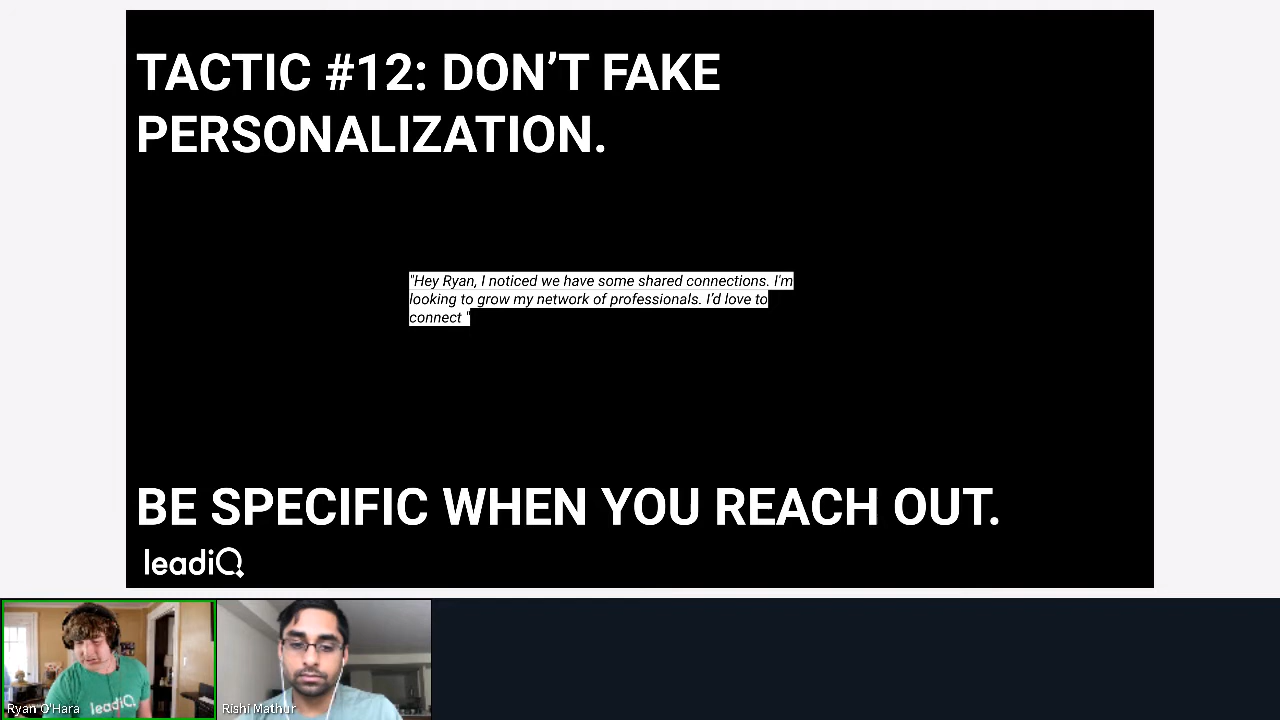 TACTIC #12: DON’T FAKE
PERSONALIZATION.
"Hey Ryan, I noticed we have some shared connections. I'm
looking to grow my network of professionals. I’d love to
connect "
BE SPECIFIC WHEN YOU REACH OUT.
leadiQ
leadiQ
Ryan O'Hara
Rishi Mathur